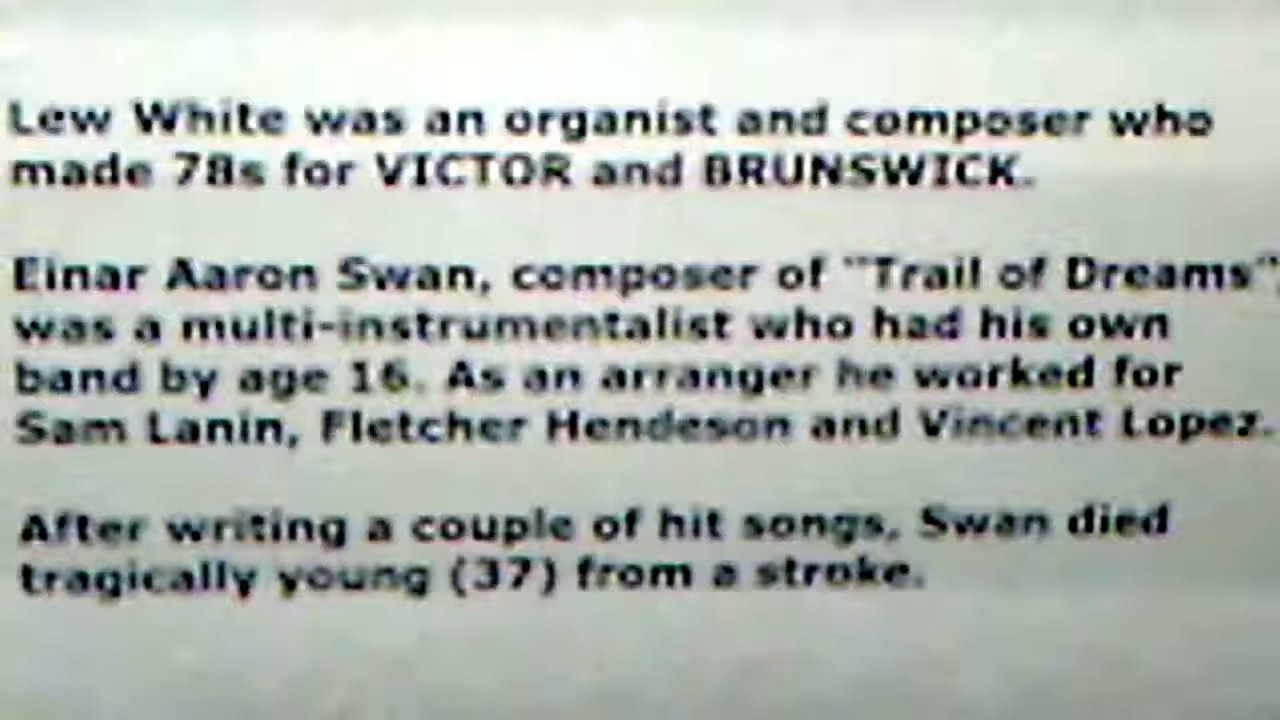 Lew White was an organist and composer who
made 78s for VICTOR and BRUNSWICK.
Einar Aaron Swan, composer of "Trail of Dreams",
was a multi-instrumentalist who had his own
band by age 16. As an arranger he worked for
Sam Lanin, Fletcher Hendeson and Vincent Lopez.
After writing a couple of hit songs, Swan died
tragically young (37) from a stroke.